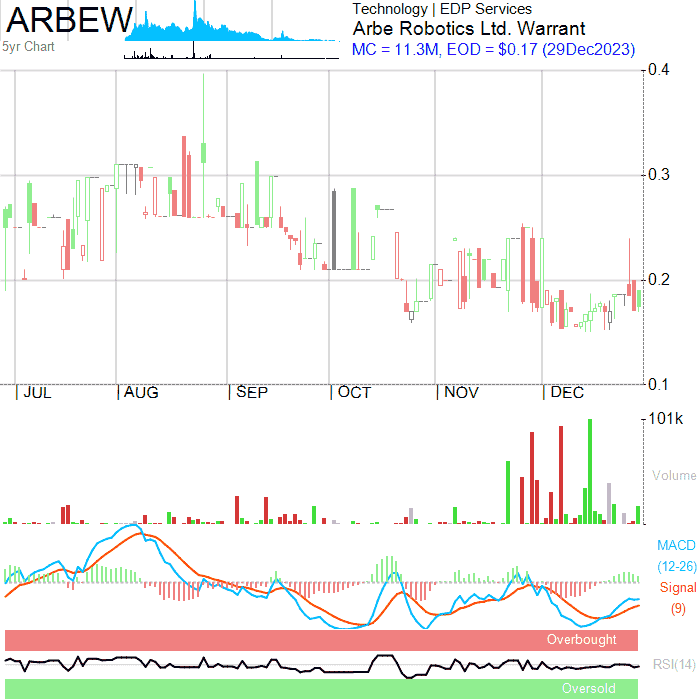 ARBEW
5yr Chart
Technology | EDP Services
Arbe Robotics Ltd. Warrant
MC = 11.3M, EOD = $0.17 (29Dec2023)
0.4
0.3
0.2
0.1
|JUL |AUG |SEP |OCT |NOV |DEC
101k
Volume
MACD
(12-26)
Signal
(9)
Overbought
RSI(14)
Oversold